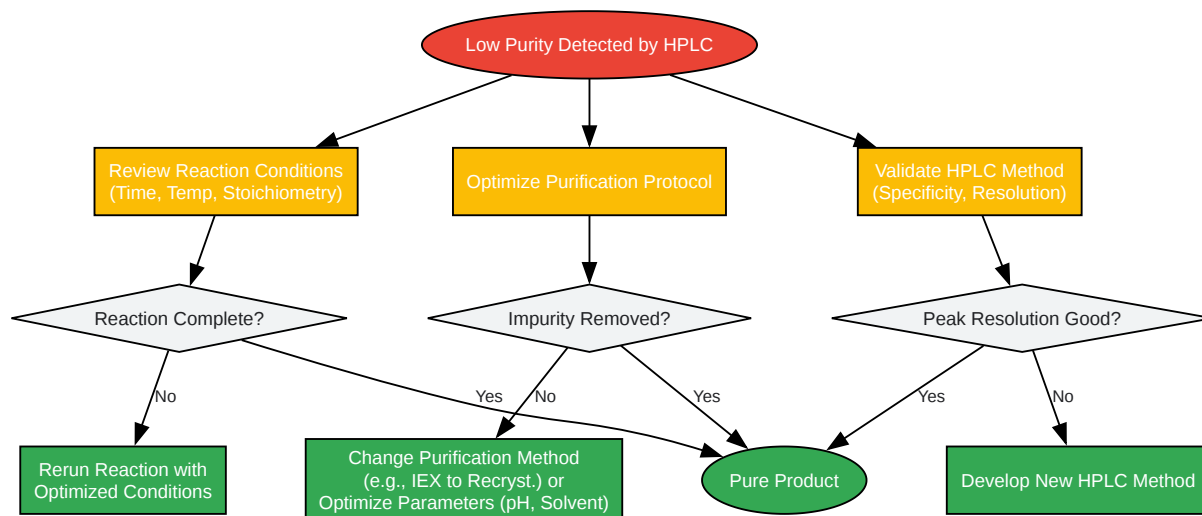 Low Purity Detected by HPLC
Review Reaction Conditions
(Time, Temp, Stoichiometry)
Optimize Purification Protocol
Validate HPLC Method
(Specificity, Resolution)
Reaction Complete?
Impurity Removed?
Peak Resolution Good?
No
Yes
No
Yes
Yes
No
Rerun Reaction with
Optimized Conditions
Change Purification Method
(e.g., IEX to Recryst.) or
Optimize Parameters (pH, Solvent)
Pure Product
Develop New HPLC Method